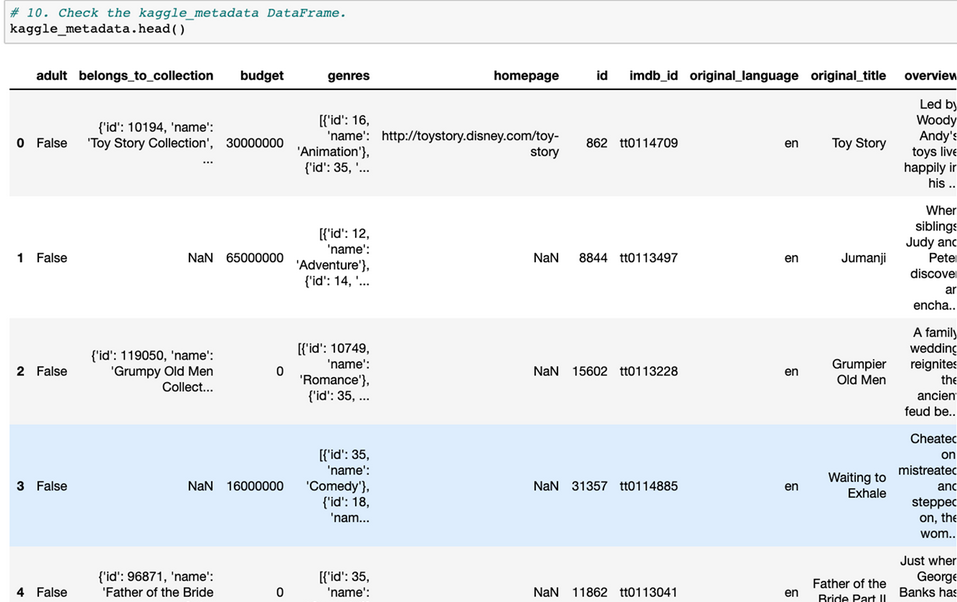 # 10. Check the kaggle_metadata DataFrame.
kaggle_metadata.head()
adult belongs_to_collection budget genres homepage id imdb_id original_language original_title overview
0 False
{'id': 10194, 'name':
'Toy Story Collection',
...
30000000
[{'id': 16,
'name':
'Animation'},
{'id': 35, '...
http://toystory.disney.com/toy-
story
862 tt0114709 en Toy Story
Led by
Woody
Andy's
toys live
happily in
his ..
1 False NaN 65000000
[{'id': 12,
'name':
'Adventure'},
{'id': 14, '...
NaN 8844 tt0113497 en Jumanji
When
siblings
Judy and
Peter
discover
an
encha..
2 False
{'id': 119050, 'name':
'Grumpy Old Men
Collect...
0
[{'id': 10749,
'name':
'Romance'},
{'id': 35, ...
NaN 15602 tt0113228 en
Grumpier
Old Men
A family
wedding
reignites
the
ancient
feud be..
3 False NaN 16000000
[{'id': 35,
'name':
'Comedy'},
{'id': 18,
'nam...
NaN 31357 tt0114885 en
Waiting to
Exhale
Cheated
on
mistreated
and
stepped
on, the
wom..
4 False
{'id': 96871, 'name':
'Father of the Bride
0
[{'id': 35,
'name':
NaN 11862 tt0113041 en
Father of the
Bride Part II
Just when
George
Banks has